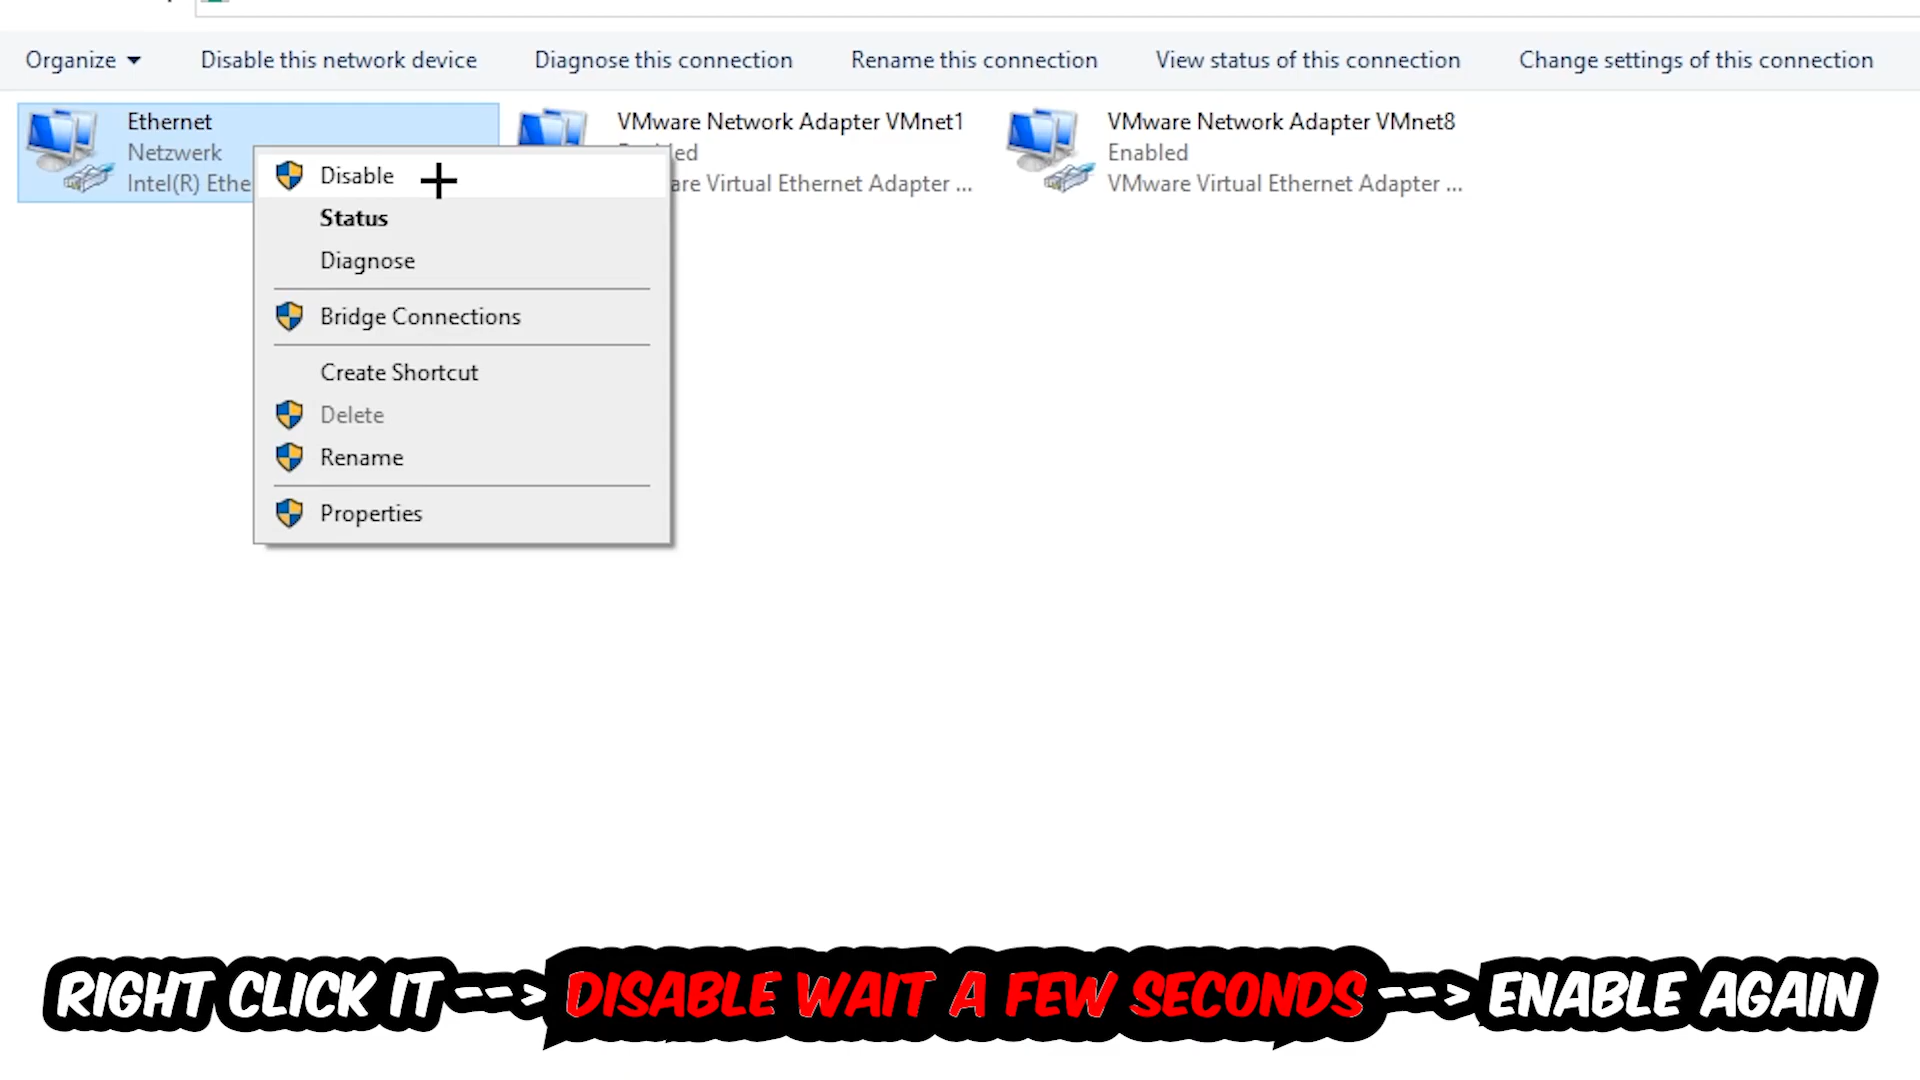 Organize Disable this network device Diagnose this connection Rename this connection View status of this connection Change settings of this connection
Ethernet
Netzwerk
Intel(R) Ethe
VMware Network Adapter VMnet1
are Virtual Ethernet Adapter ...
VMware Network Adapter VMnet8
Enabled
VMware Virtual Ethernet Adapter ...
Disable
Status
Diagnose
Bridge Connections
Create Shortcut
Delete
Rename
Properties
RIGHT CLICK IT --> DISABLE WAIT A FEW SECONDS --> ENABLE AGAIN